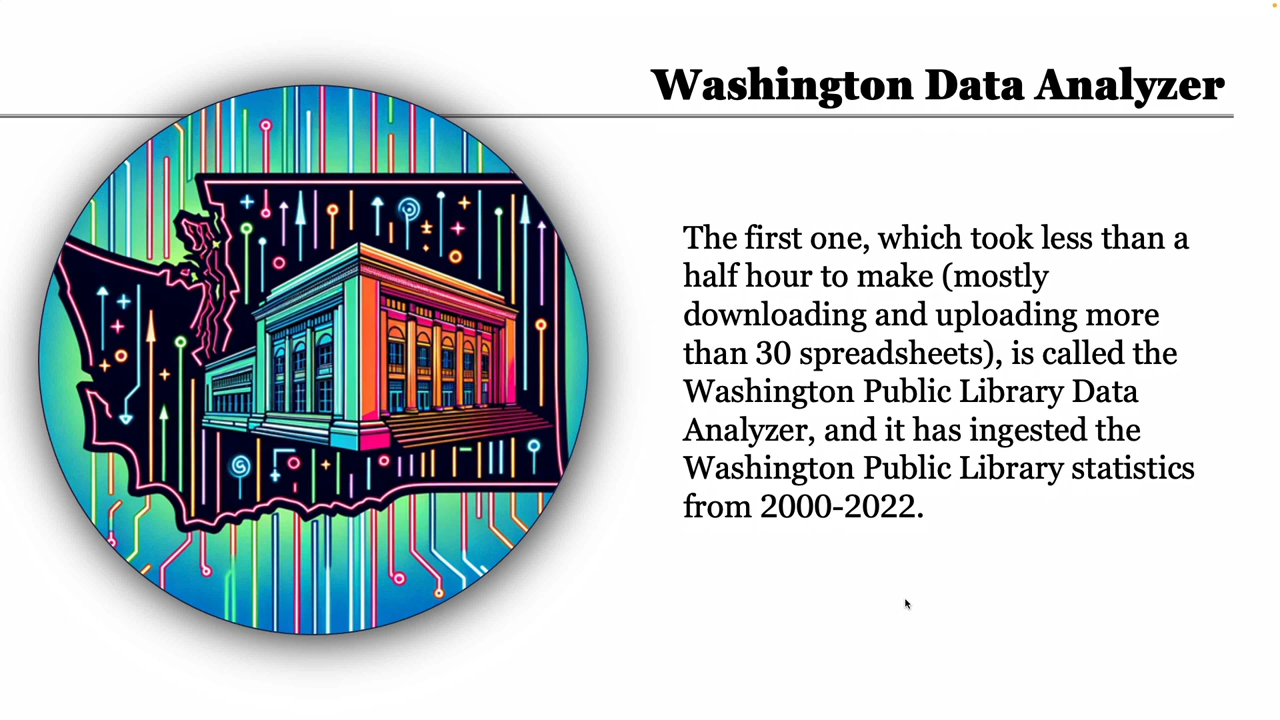 Washington Data Analyzer
The first one, which took less than a
half hour to make (mostly
downloading and uploading more
than 30 spreadsheets), is called the
Washington Public Library Data
Analyzer, and it has ingested the
Washington Public Library statistics
from 2000-2022.